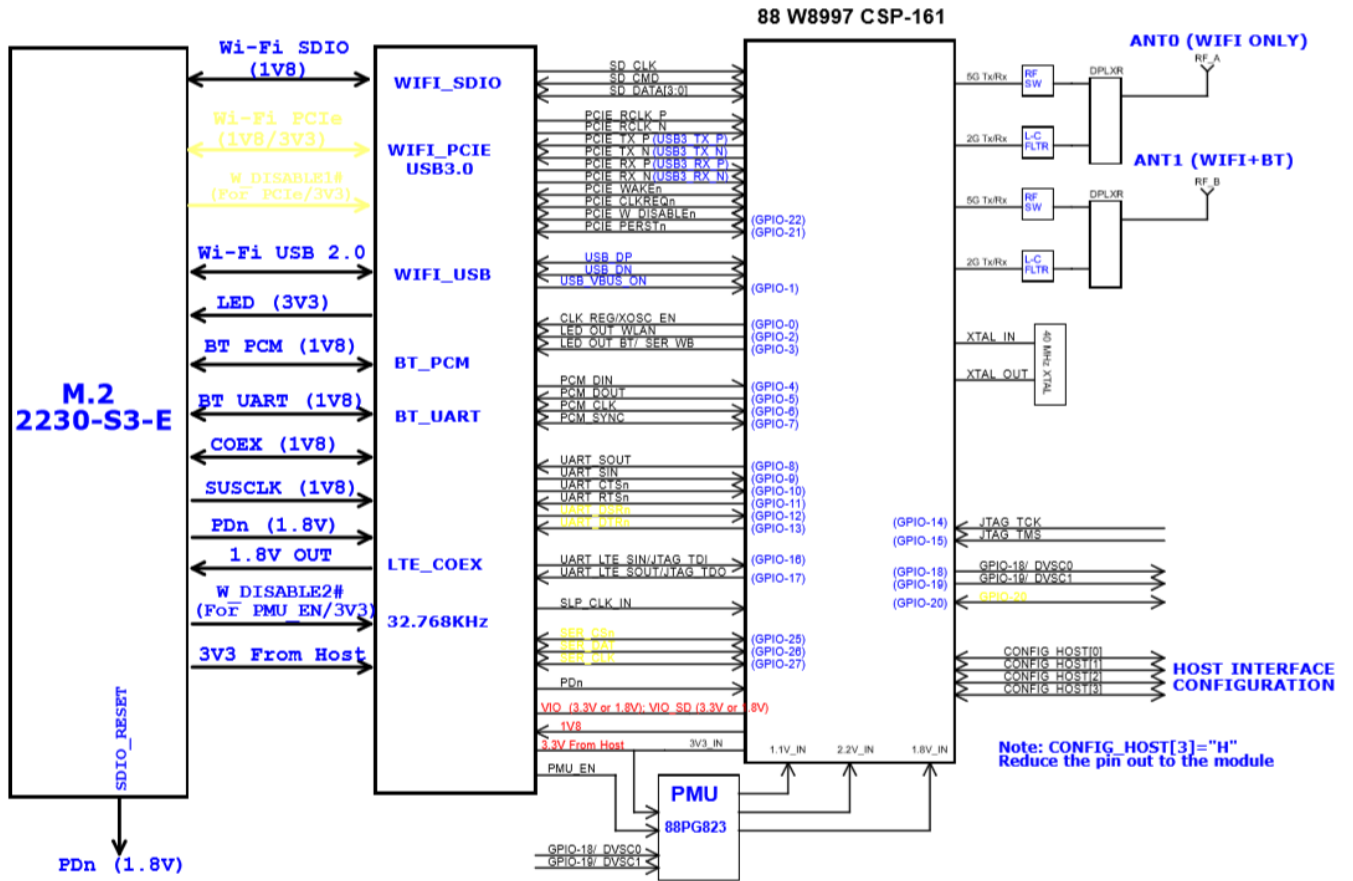 88 W8997 CSP-161
Wi-Fi SDIO
(1V8)
Wi-Fi PCIe
(1V8/3V3)
W_DISABLE1#
(For PCIe/3V3)
Wi-Fi USB 2.0
LED (3V3)
BT PCM (1V8)
M.2
2230-S3-E
BT UART (1V8)
COEX (1V8)
SUSCLK (1V8)
PDn (1.8V)
1.8V OUT
W_DISABLE2#
(For PMU_EN/3V3)
3V3 From Host
SDIO_RESET
PDn (1.8V)
WIFI_SDIO
WIFI_PCIE
USB3.0
WIFI_USB
BT_PCM
BT_UART
LTE_COEX
32.768KHz
SD_CLK
SD_CMD
SD_DATA[3:0]
PCIE_RCLK_P
PCIE_RCLK_N
PCIE_TX_P(USB3_TX_P)
PCIE_TX_N(USB3_TX_N)
PCIE_RX_P(USB3_RX_P)
PCIE_RX_N(USB3_RX_N)
PCIE_WAKEn
PCIE_CLKREQn
PCIE_W_DISABLEn (GPIO-22)
PCIE_PERSTn (GPIO-21)
USB_DP
USB_DN
USB_VBUS_ON (GPIO-1)
CLK_REG/XOSC_EN (GPIO-0)
LED_OUT_WLAN (GPIO-2)
LED_OUT_BT/ SER_WB (GPIO-3)
PCM_DIN (GPIO-4)
PCM_DOUT (GPIO-5)
PCM_CLK (GPIO-6)
PCM_SYNC (GPIO-7)
UART_SOUT (GPIO-8)
UART_SIN (GPIO-9)
UART_CTSn (GPIO-10)
UART_RTSn (GPIO-11)
UART_DSRn (GPIO-12)
UART_DTRn (GPIO-13)
UART_LTE_SIN/JTAG_TDI (GPIO-16)
UART_LTE_SOUT/JTAG_TDO (GPIO-17)
SLP_CLK_IN
SER_CSn (GPIO-25)
SER_DAT (GPIO-26)
SER_CLK (GPIO-27)
PDn
VIO (3.3V or 1.8V); VIO_SD (3.3V or 1.8V)
1V8
3.3V From Host 3V3_IN
PMU_EN
GPIO-18/ DVSC0
GPIO-19/ DVSC1
PMU
88PG823
1.1V_IN 2.2V_IN 1.8V_IN
ANT0 (WIFI ONLY)
RF_A
5G Tx/Rx
RF
SW
DPLXR
2G Tx/Rx
L-C
FLTR
ANT1 (WIFI+BT)
RF_B
5G Tx/Rx
RF
SW
DPLXR
2G Tx/Rx
L-C
FLTR
XTAL_IN
XTAL_OUT
40 MHz XTAL
(GPIO-14) JTAG_TCK
(GPIO-15) JTAG_TMS
(GPIO-18) GPIO-18/ DVSC0
(GPIO-19) GPIO-19/ DVSC1
(GPIO-20) GPIO-20
CONFIG_HOST[0]
CONFIG_HOST[1]
CONFIG_HOST[2]
CONFIG_HOST[3]
HOST INTERFACE
CONFIGURATION
Note: CONFIG_HOST[3]="H"
Reduce the pin out to the module